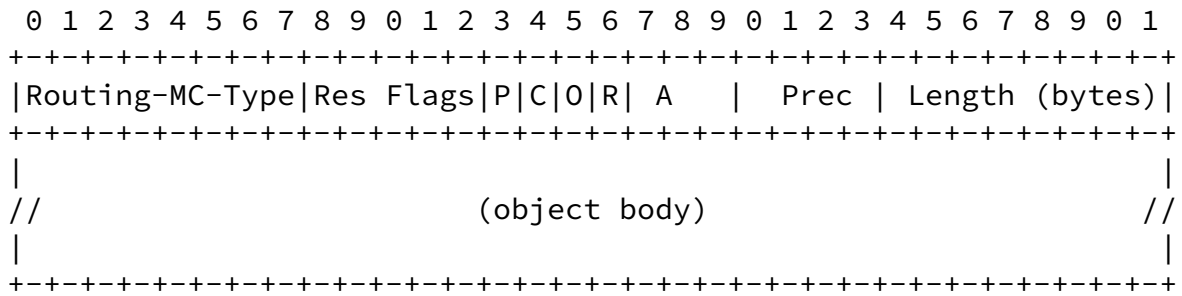 0 1 2 3 4 5 6 7 8 9 0 1 2 3 4 5 6 7 8 9 0 1 2 3 4 5 6 7 8 9 0 1
+-+-+-+-+-+-+-+-+-+-+-+-+-+-+-+-+-+-+-+-+-+-+-+-+-+-+-+-+-+-+-+-+
|Routing-MC-Type|Res Flags|P|C|O|R| A   |  Prec | Length (bytes)|
+-+-+-+-+-+-+-+-+-+-+-+-+-+-+-+-+-+-+-+-+-+-+-+-+-+-+-+-+-+-+-+-+
|                                                               |
//                       (object body)                        //
|                                                               |
+-+-+-+-+-+-+-+-+-+-+-+-+-+-+-+-+-+-+-+-+-+-+-+-+-+-+-+-+-+-+-+-+